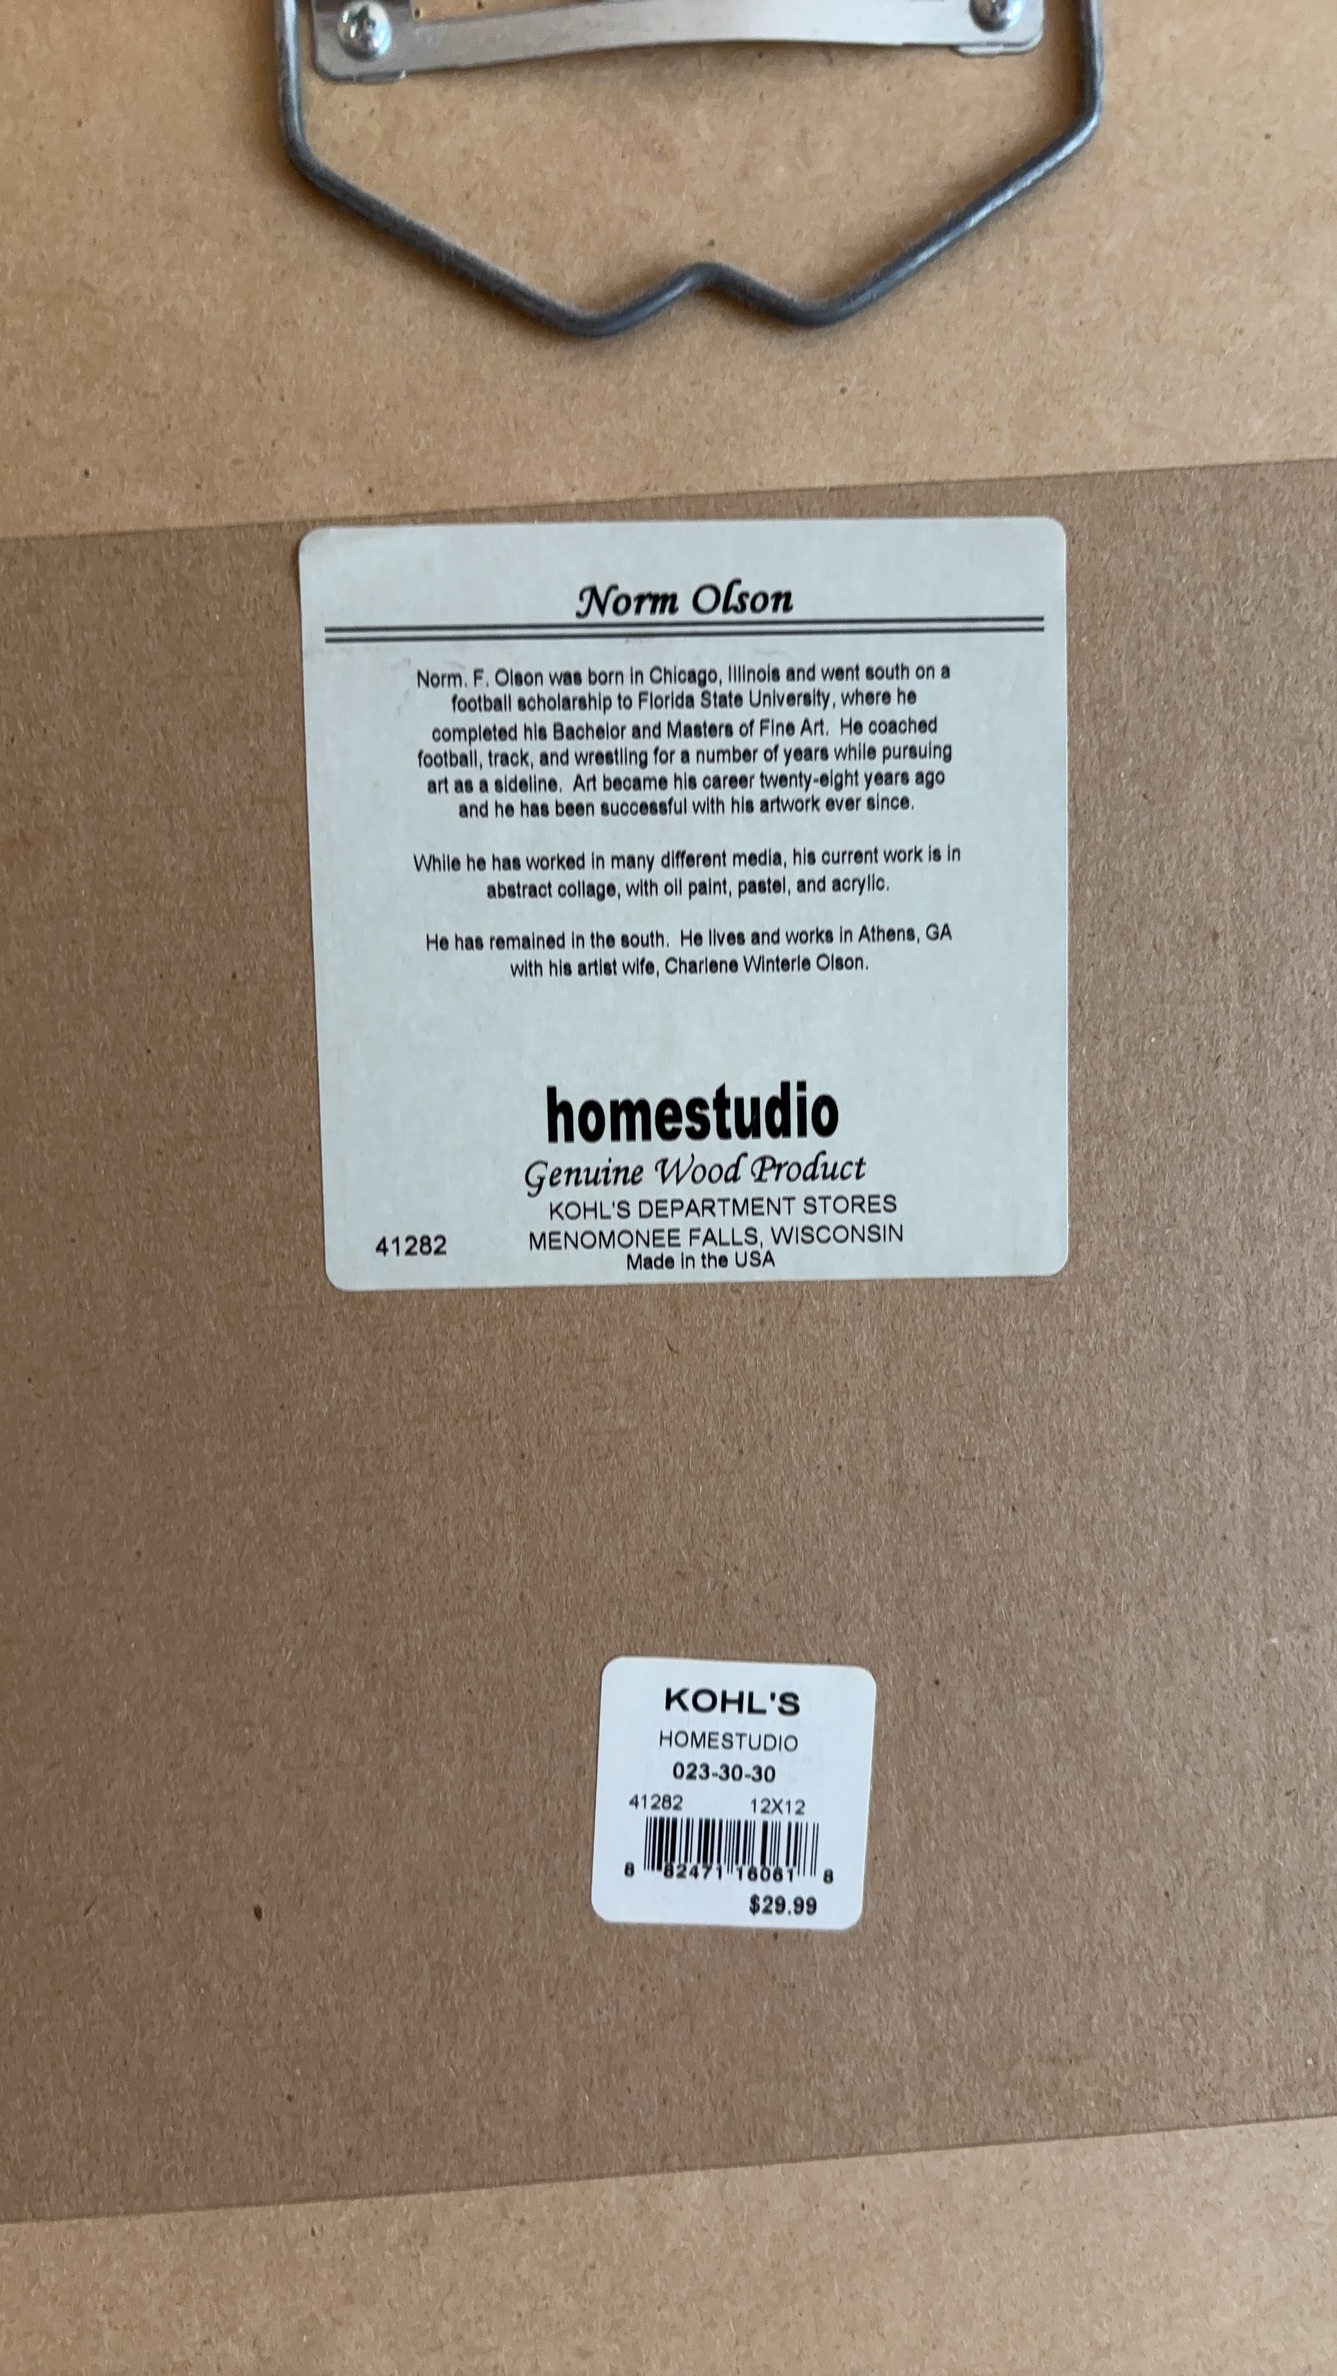 Norm Olson
Norm. F. Olson was born in Chicago, Illinois and went south on a
football scholarship to Florida State University, where he
completed his Bachelor and Masters of Fine Art. He coached
football, track, and wrestling for a number of years while pursuing
art as a sideline. Art became his career twenty-eight years ago
and he has been successful with his artwork ever since.
While he has worked in many different media, his current work is in
abstract collage, with oil paint, pastel, and acrylic.
He has remained in the south. He lives and works in Athens, GA
with his artist wife, Charlene Winterle Olson.
homestudio
Genuine Wood Product
KOHL'S DEPARTMENT STORES
41282 MENOMONEE FALLS, WISCONSIN
Made in the USA
KOHL'S
HOMESTUDIO
023-30-30
41282 12X12
8 82471 16061 8
$29.99